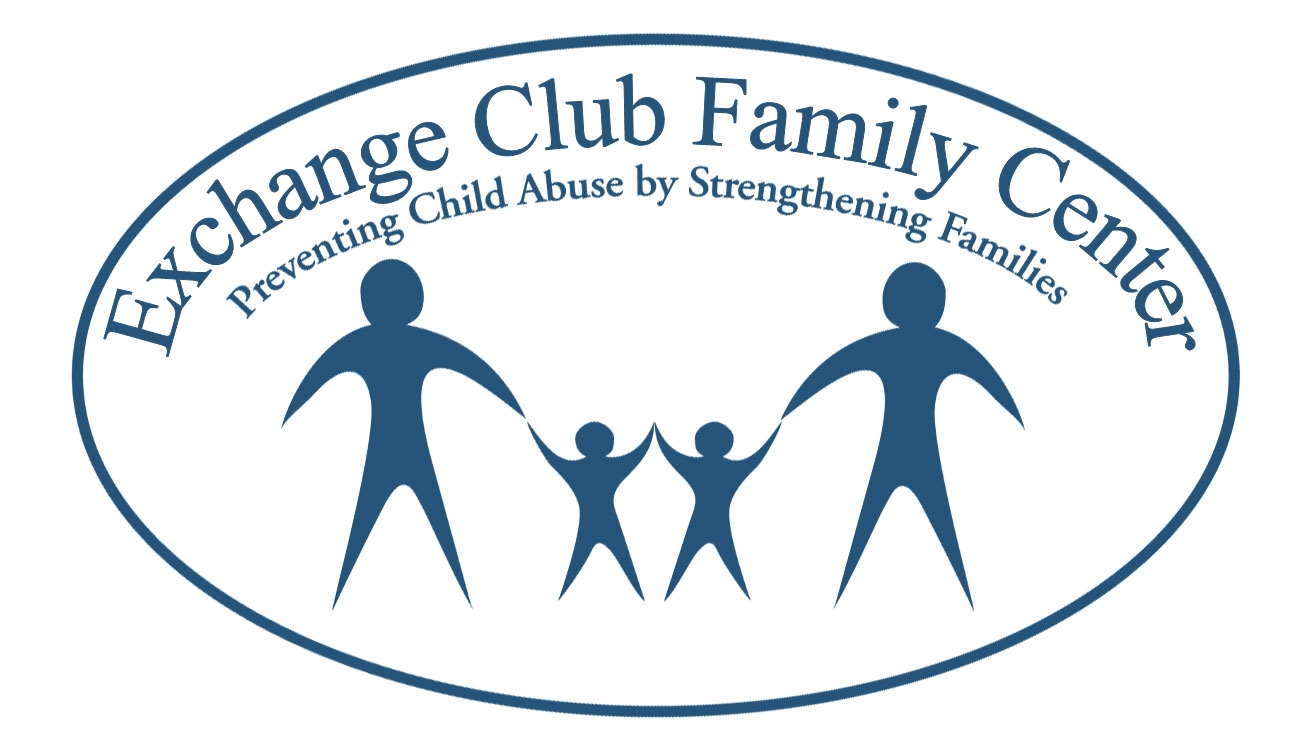 Exchange Club Family Center
Preventing Child Abuse by Strengthening Families